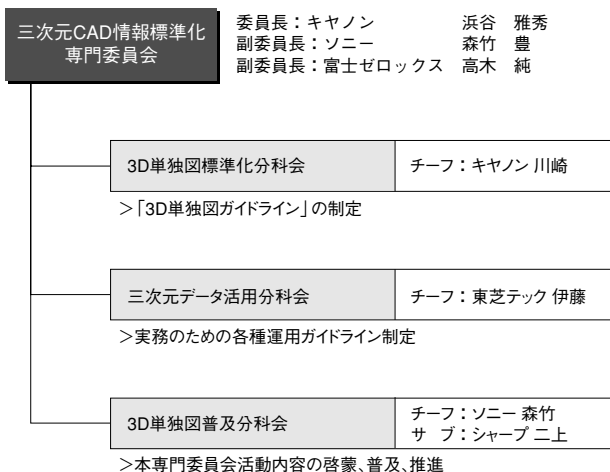 三次元CAD情報標準化
専門委員会
委員長：キヤノン　浜谷　雅秀
副委員長：ソニー　森竹　豊
副委員長：富士ゼロックス　高木　純
3D単独図標準化分科会　チーフ：キヤノン 川崎
＞「3D単独図ガイドライン」の制定
三次元データ活用分科会　チーフ：東芝テック 伊藤
＞実務のための各種運用ガイドライン制定
3D単独図普及分科会　チーフ：ソニー 森竹
サ　ブ：シャープ 二上
＞本専門委員会活動内容の啓蒙、普及、推進